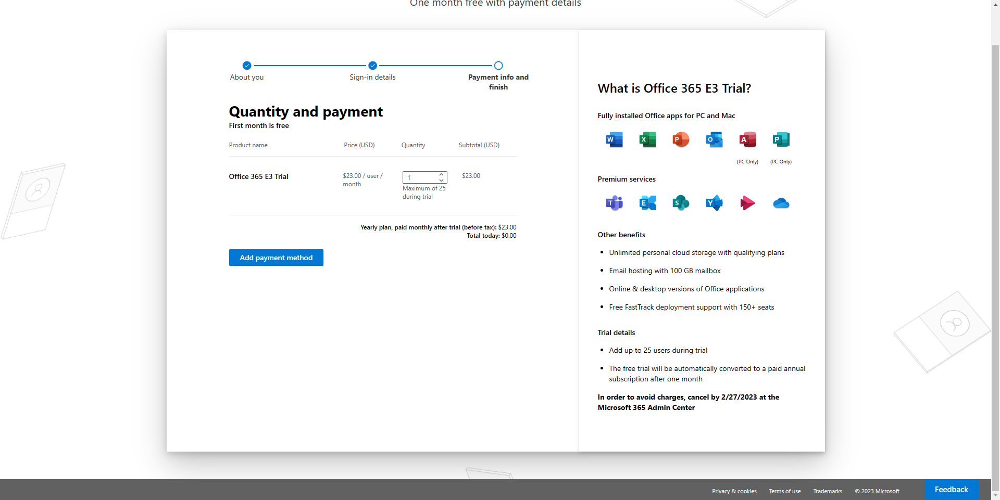 One month free with payment details
About you
Sign-in details
Payment info and
finish
Quantity and payment
First month is free
Product name Price (USD) Quantity Subtotal (USD)
Office 365 E3 Trial
$23.00 / user /
month
1
Maximum of 25
during trial
$23.00
Yearly plan, paid monthly after trial (before tax): $23.00
Total today: $0.00
Add payment method
What is Office 365 E3 Trial?
Fully installed Office apps for PC and Mac
W X P O A P
(PC Only) (PC Only)
Premium services
T E S Y
Other benefits
• Unlimited personal cloud storage with qualifying plans
• Email hosting with 100 GB mailbox
• Online & desktop versions of Office applications
• Free FastTrack deployment support with 150+ seats
Trial details
• Add up to 25 users during trial
• The free trial will be automatically converted to a paid annual
subscription after one month
In order to avoid charges, cancel by 2/27/2023 at the
Microsoft 365 Admin Center
Privacy & cookies Terms of use Trademarks © 2023 Microsoft
Feedback